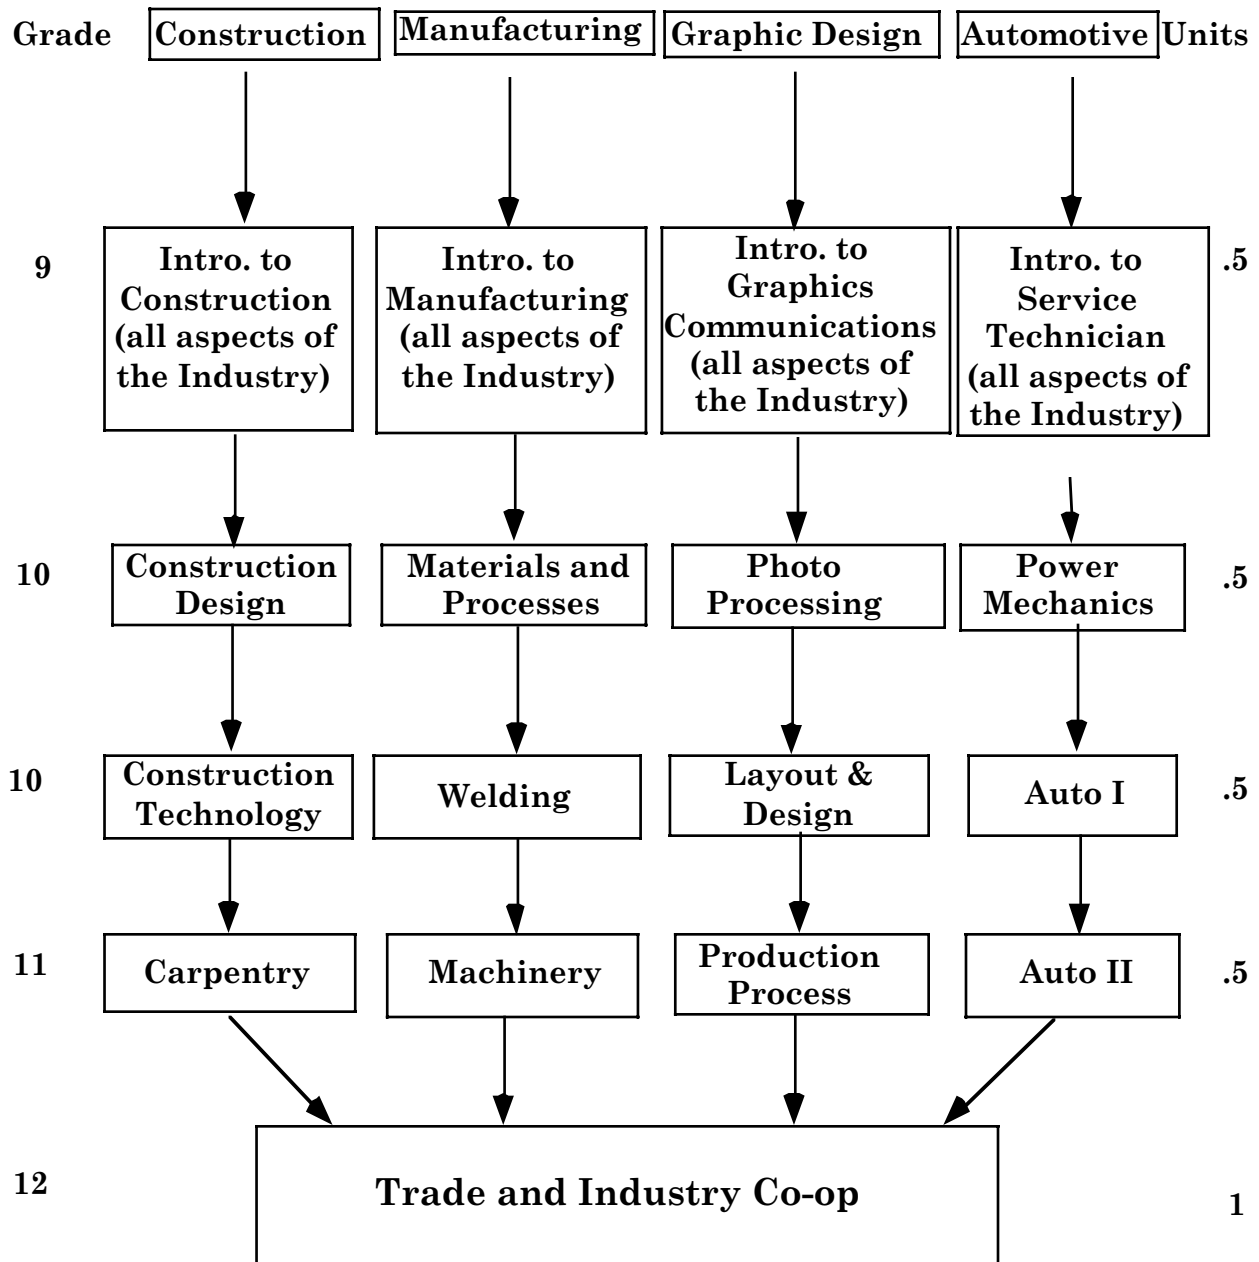 Grade Construction Manufacturing Graphic Design Automotive Units
9
Intro. to
Construction
(all aspects of
the Industry)
Intro. to
Manufacturing
(all aspects of
the Industry)
Intro. to
Graphics
Communications
(all aspects of
the Industry)
Intro. to
Service
Technician
(all aspects of
the Industry)
.5
10
Construction
Design
Materials and
Processes
Photo
Processing
Power
Mechanics
.5
10
Construction
Technology
Welding
Layout &
Design
Auto I
.5
11
Carpentry
Machinery
Production
Process
Auto II
.5
12
Trade and Industry Co-op
1